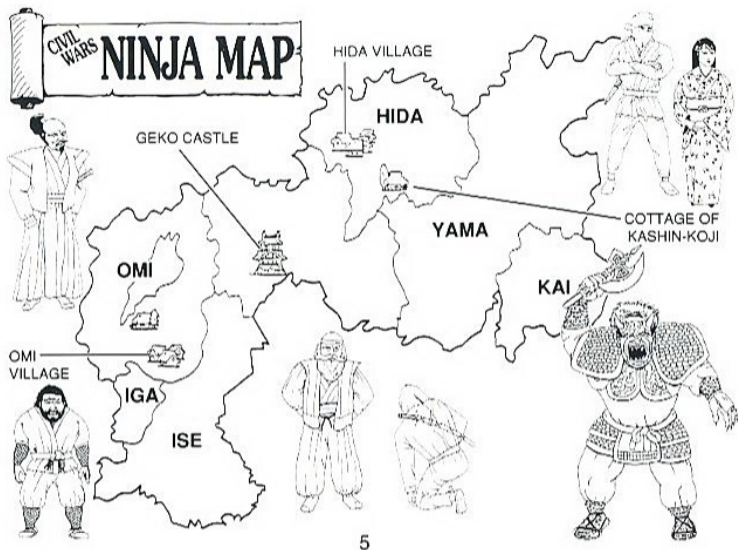 CIVIL
WARS
NINJA MAP
HIDA VILLAGE
HIDA
GEKO CASTLE
COTTAGE OF
KASHIN-KOJI
YAMA
OMI
KAI
OMI
VILLAGE
IGA
ISE
5